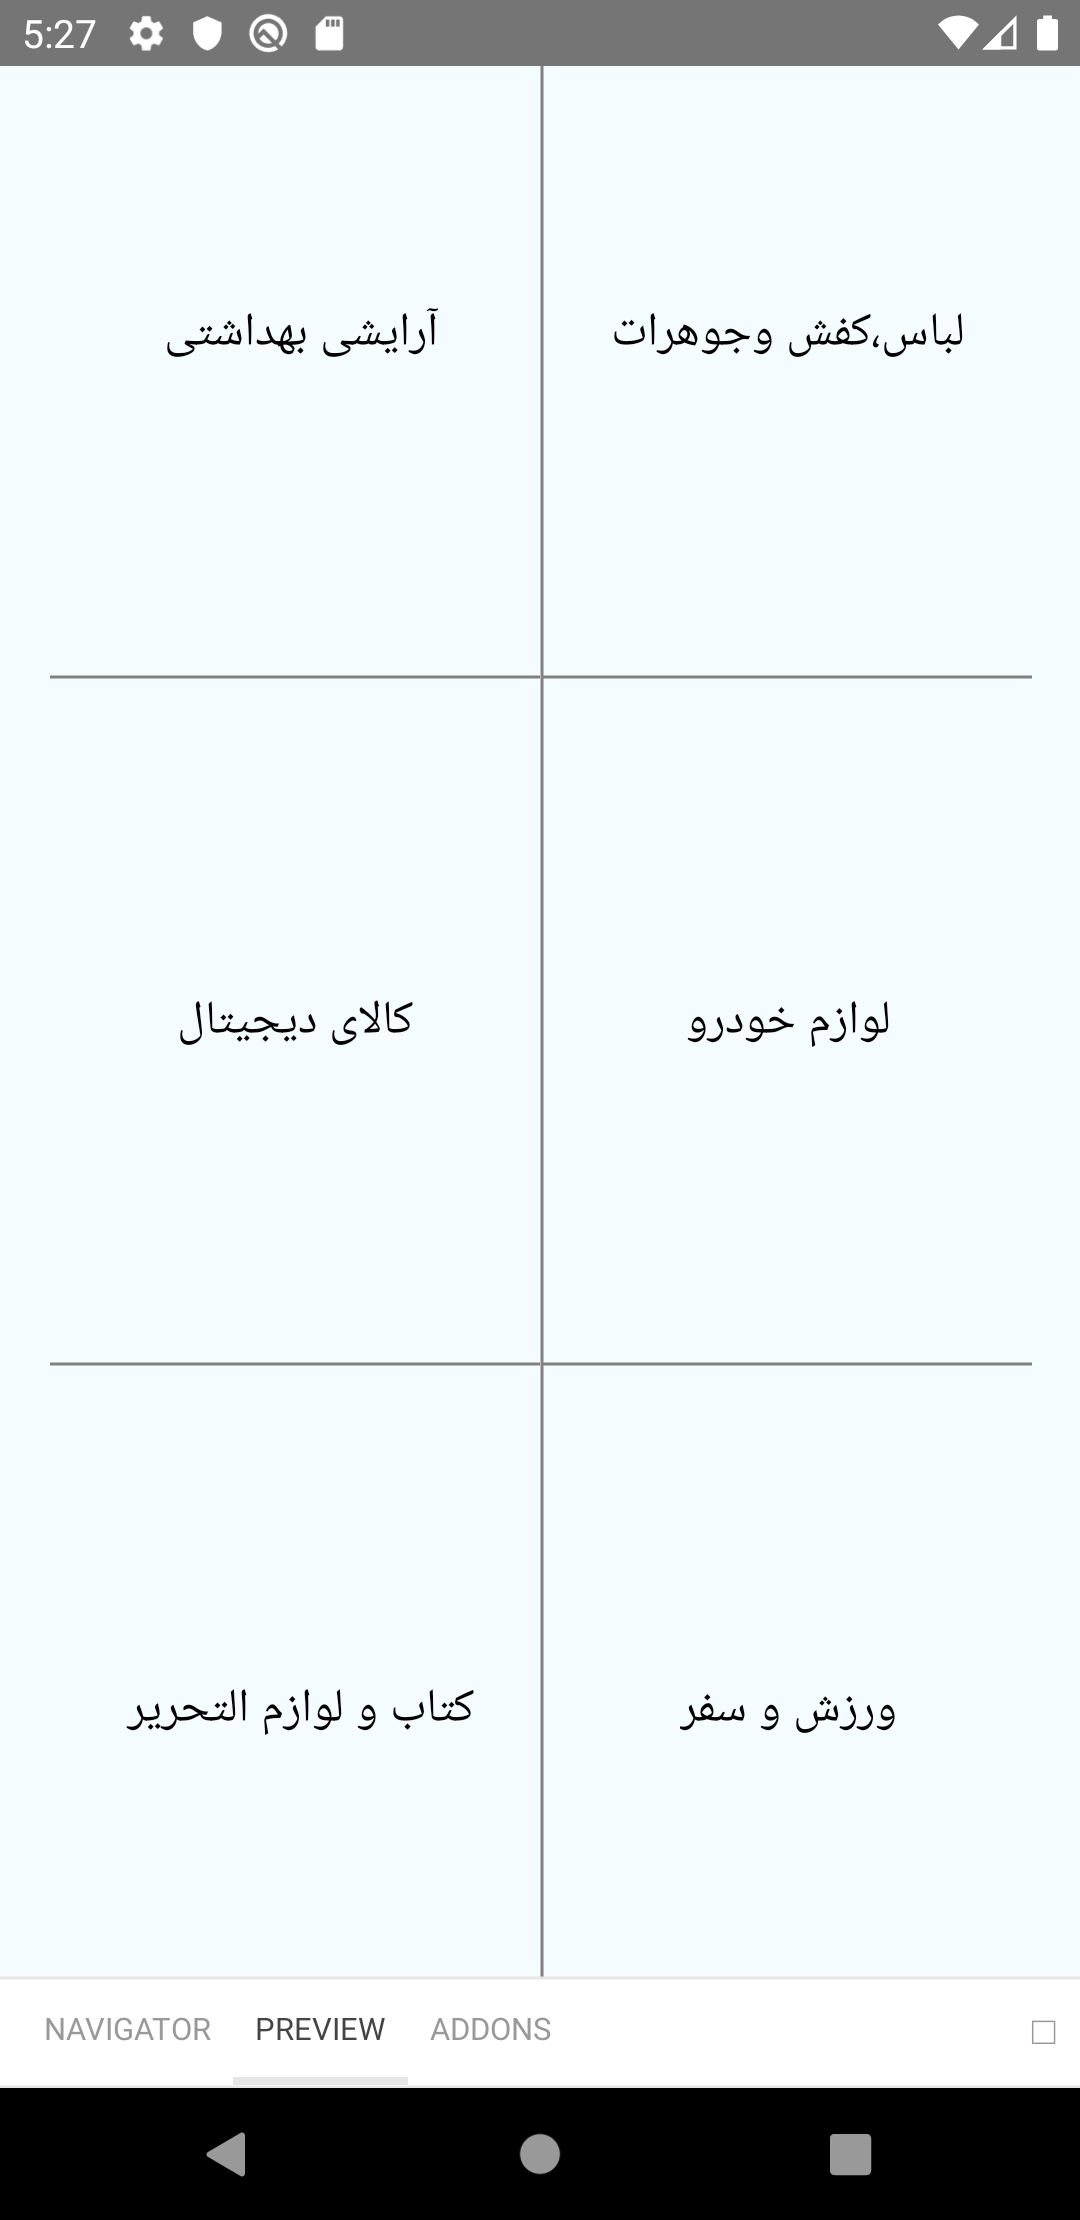 5:27
لباس،کفش وجوهرات
آرایشی بهداشتی
لوازم خودرو
کالای دیجیتال
ورزش و سفر
کتاب و لوازم التحریر
NAVIGATOR
PREVIEW
ADDONS